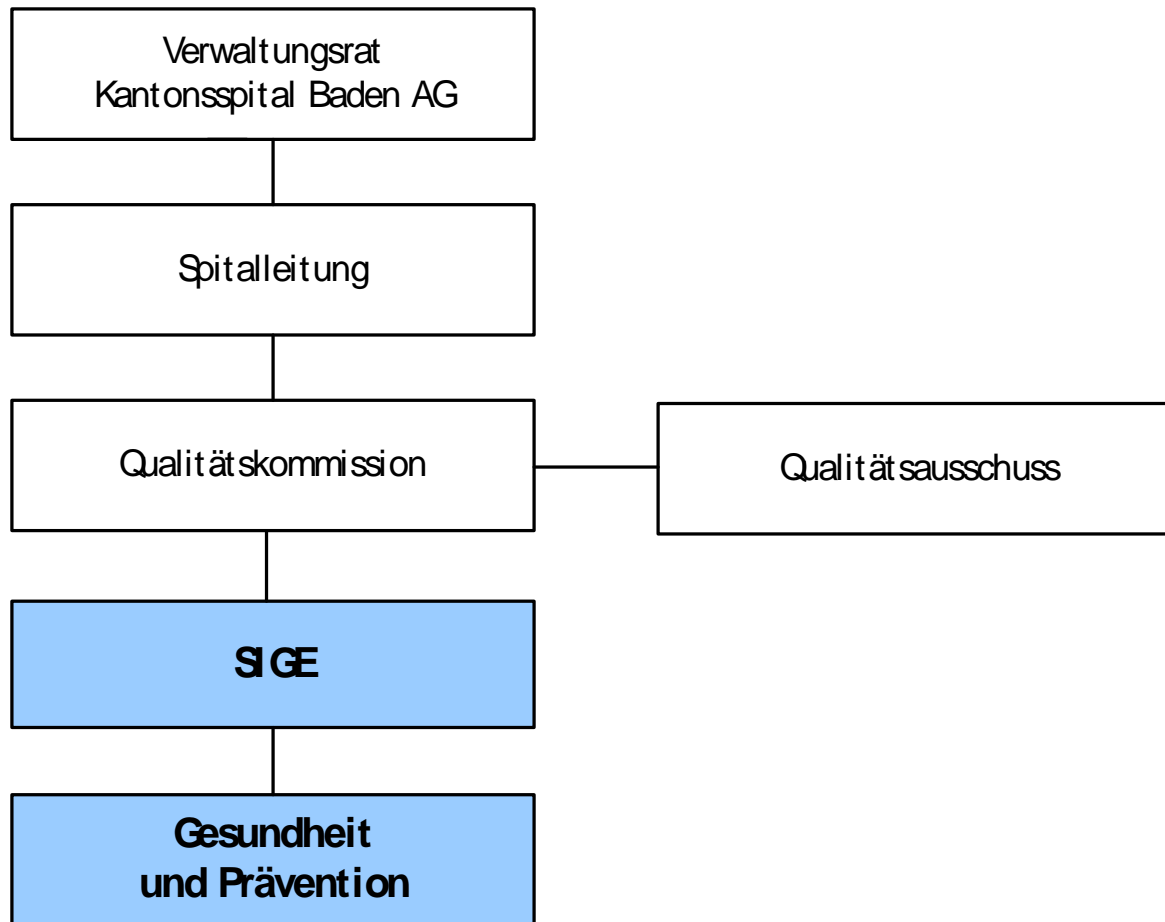 Verwaltungsrat
Kantonsspital Baden AG
Spitalleitung
Qualitätskommission
Qualitätsausschuss
SIGE
Gesundheit
und Prävention